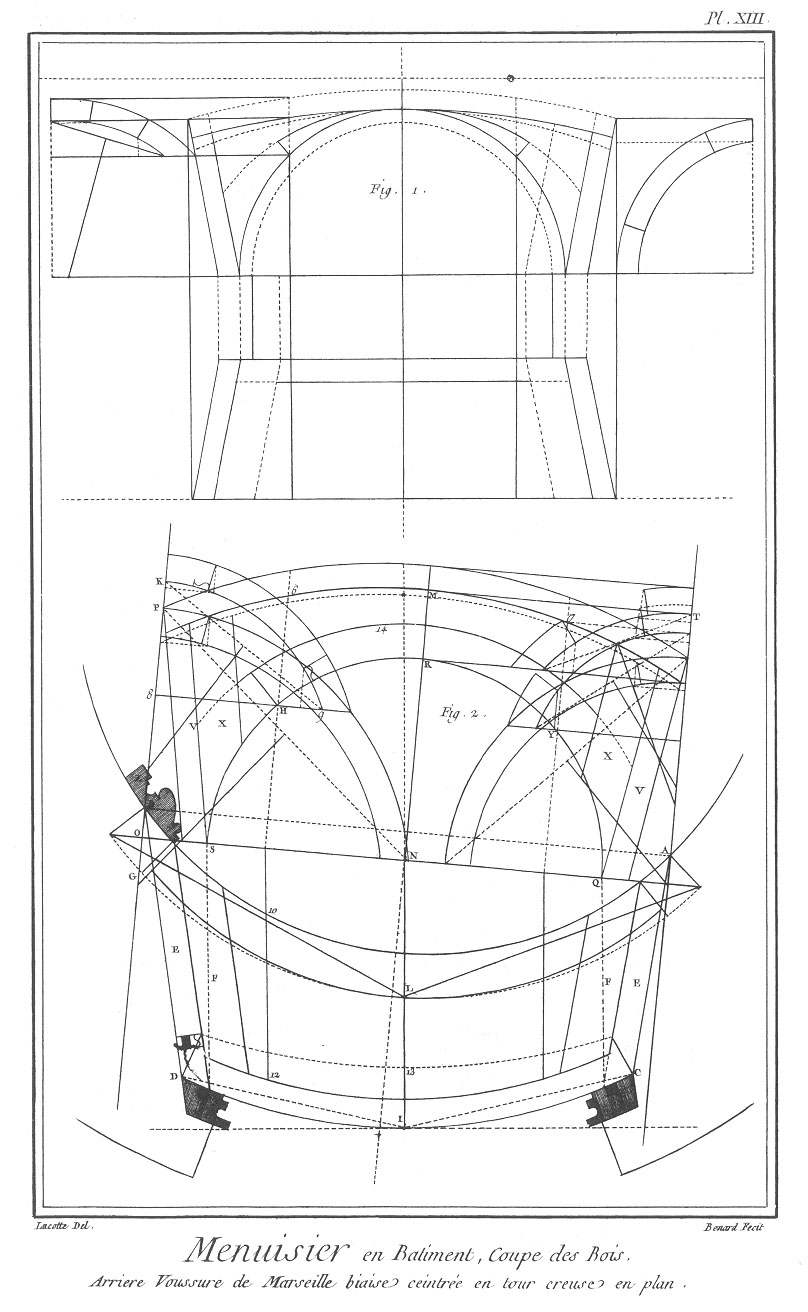 Pl. XIII.
Fig. 1.
K
P
6
M
T
14
7
R
8
9
H
Fig. 2.
V
X
Y
X
V
O
S
N
A
G
Q
10
E
F
L
F
E
D
12
13
C
I
Lucotte Del.
Benard Fecit
Menuisier en Batiment, Coupe des Bois.
Arriere Voussure de Marseille biaise ceintrée en tour creuse en plan.